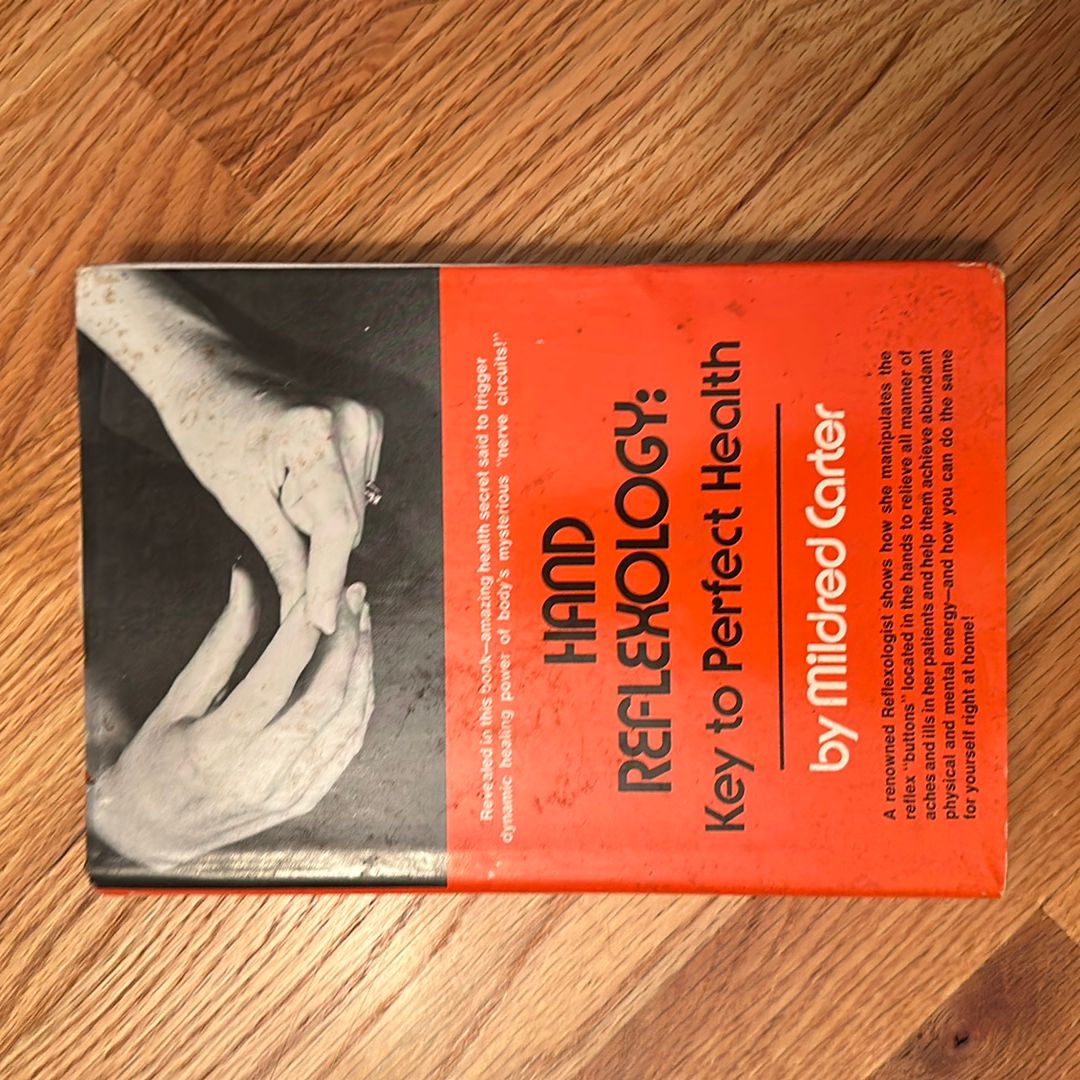 Revealed in this book—amazing health secret said to trigger
dynamic healing power of body's mysterious "nerve circuits!"
HAND
REFLEXOLOGY:
Key to Perfect Health
by Mildred Carter
A renowned Reflexologist shows how she manipulates the
reflex "buttons" located in the hands to relieve all manner of
aches and ills in her patients and help them achieve abundant
physical and mental energy—and how you can do the same
for yourself right at home!